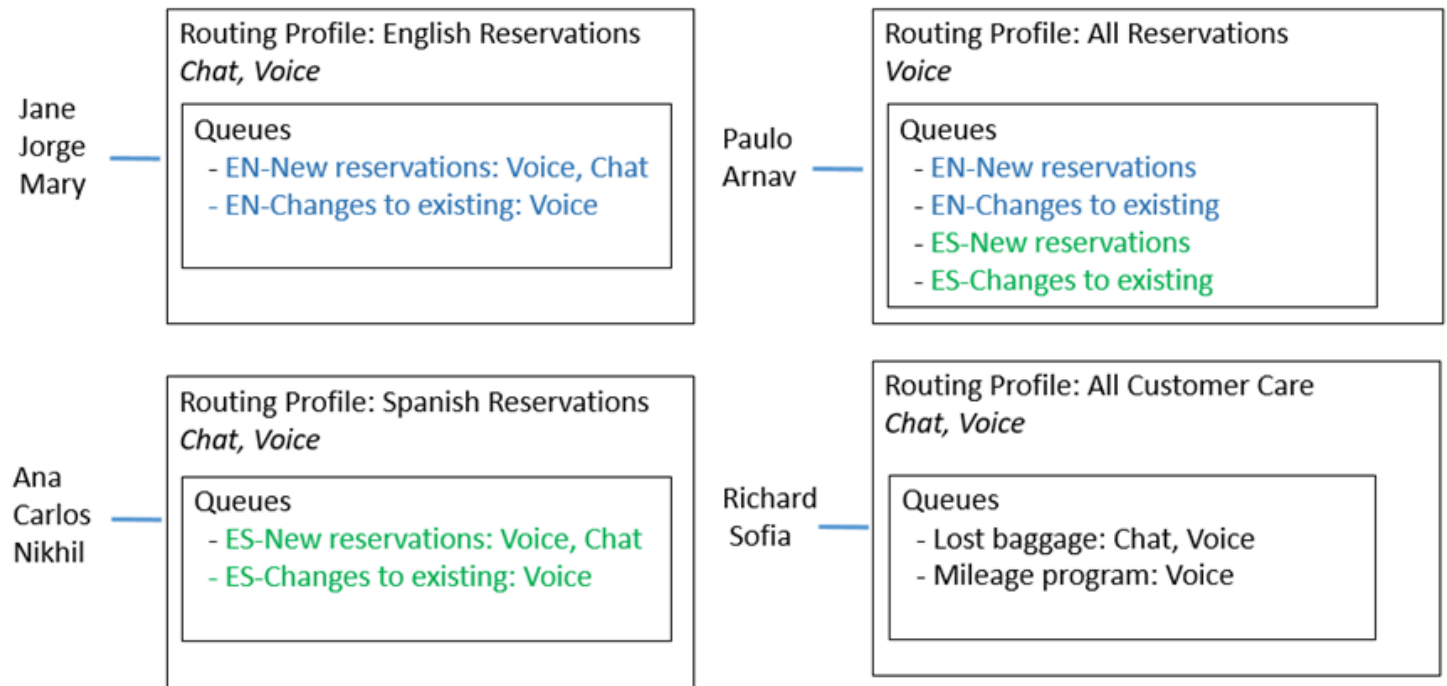 Jane
Jorge
Mary
Routing Profile: English Reservations
Chat, Voice
Queues
- EN-New reservations: Voice, Chat
- EN-Changes to existing: Voice
Paulo
Arnav
Routing Profile: All Reservations
Voice
Queues
- EN-New reservations
- EN-Changes to existing
- ES-New reservations
- ES-Changes to existing
Ana
Carlos
Nikhil
Routing Profile: Spanish Reservations
Chat, Voice
Queues
- ES-New reservations: Voice, Chat
- ES-Changes to existing: Voice
Richard
Sofia
Routing Profile: All Customer Care
Chat, Voice
Queues
- Lost baggage: Chat, Voice
- Mileage program: Voice